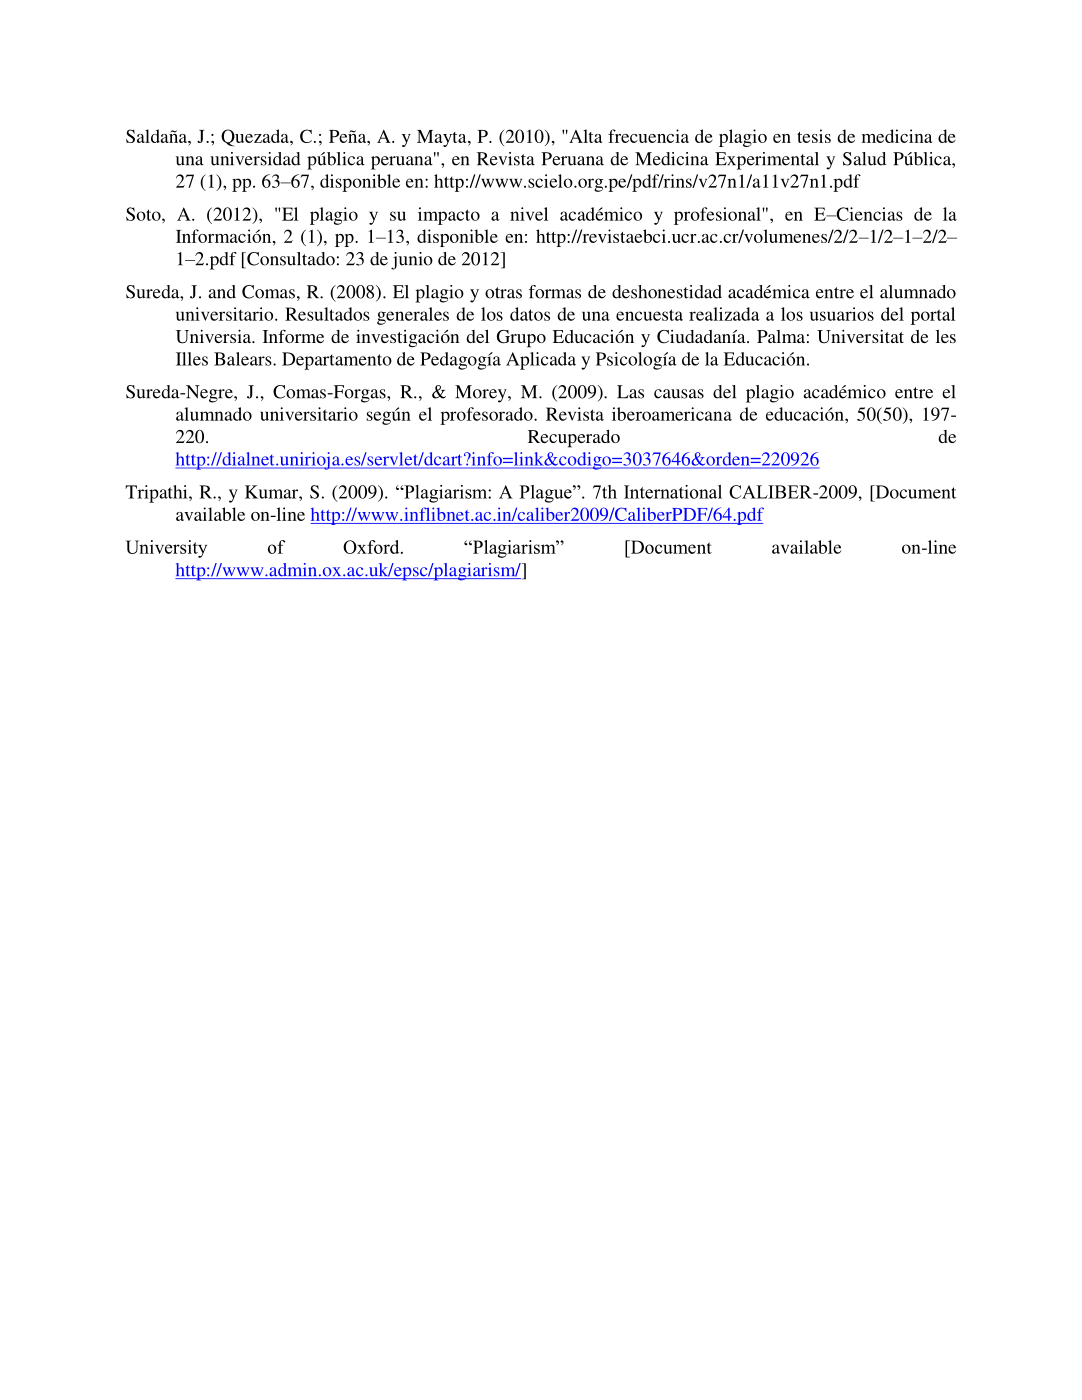 Saldaña, J.; Quezada, C.; Peña, A. y Mayta, P. (2010), "Alta frecuencia de plagio en tesis de medicina de
una universidad pública peruana", en Revista Peruana de Medicina Experimental y Salud Pública,
27 (1), pp. 63–67, disponible en: http://www.scielo.org.pe/pdf/rins/v27n1/a11v27n1.pdf
Soto, A. (2012), "El plagio y su impacto a nivel académico y profesional", en E–Ciencias de la
Información, 2 (1), pp. 1–13, disponible en: http://revistaebci.ucr.ac.cr/volumenes/2/2–1/2–1–2/2–
1–2.pdf [Consultado: 23 de junio de 2012]
Sureda, J. and Comas, R. (2008). El plagio y otras formas de deshonestidad académica entre el alumnado
universitario. Resultados generales de los datos de una encuesta realizada a los usuarios del portal
Universia. Informe de investigación del Grupo Educación y Ciudadanía. Palma: Universitat de les
Illes Balears. Departamento de Pedagogía Aplicada y Psicología de la Educación.
Sureda-Negre, J., Comas-Forgas, R., & Morey, M. (2009). Las causas del plagio académico entre el
alumnado universitario según el profesorado. Revista iberoamericana de educación, 50(50), 197-
220. Recuperado de
http://dialnet.unirioja.es/servlet/dcart?info=link&codigo=3037646&orden=220926
Tripathi, R., y Kumar, S. (2009). “Plagiarism: A Plague”. 7th International CALIBER-2009, [Document
available on-line http://www.inflibnet.ac.in/caliber2009/CaliberPDF/64.pdf
University of Oxford. “Plagiarism” [Document available on-line
http://www.admin.ox.ac.uk/epsc/plagiarism/]